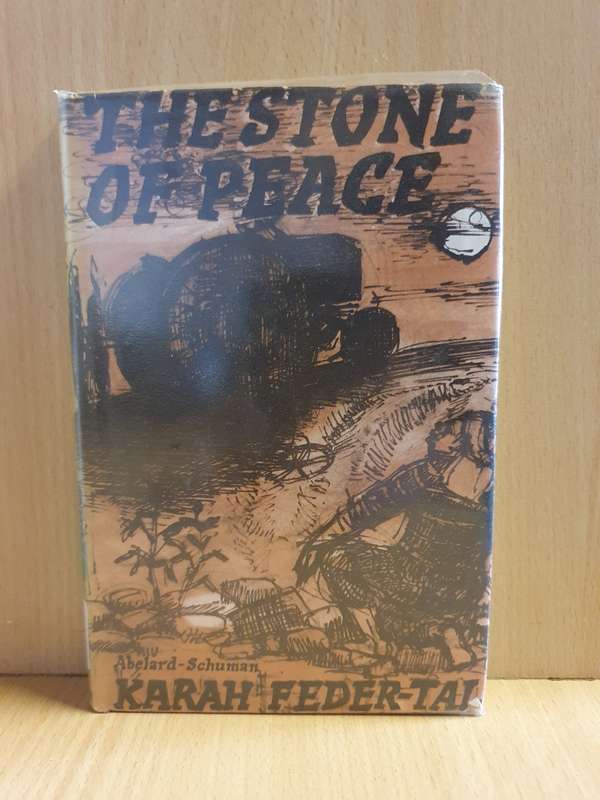 THE STONE
OF PEACE
Abelard-Schuman
KARAH FEDER-TAL